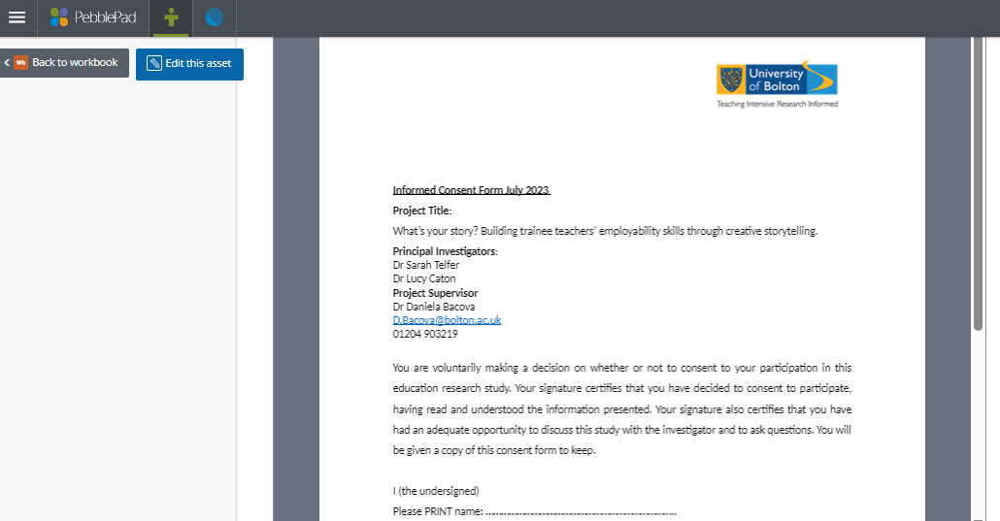 PebblePad
Wb Back to workbook
Edit this asset
University
of Bolton
Teaching Intensive Research Informed
Informed Consent Form July 2023
Project Title:
What's your story? Building trainee teachers' employability skills through creative storytelling.
Principal Investigators:
Dr Sarah Telfer
Dr Lucy Caton
Project Supervisor
Dr Daniela Bacova
D.Bacova@bolton.ac.uk
01204 903219
You are voluntarily making a decision on whether or not to consent to your participation in this
education research study. Your signature certifies that you have decided to consent to participate,
having read and understood the information presented. Your signature also certifies that you have
had an adequate opportunity to discuss this study with the investigator and to ask questions. You will
be given a copy of this consent form to keep.
I (the undersigned)
Please PRINT name: ......................................................................